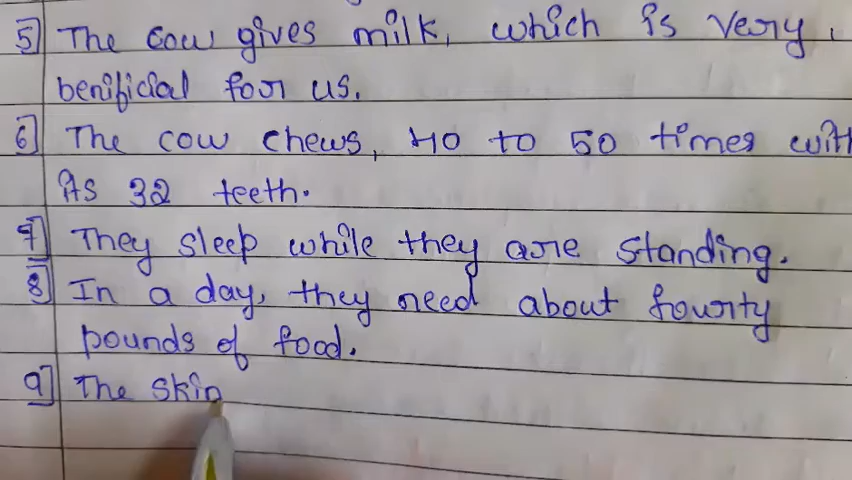 5] The cow gives milk, which is very
benificial for us.
6] The cow chews, 40 to 50 times with
its 32 teeth.
7] They sleep while they are standing.
8] In a day, they need about fourty
pounds of food.
9] The skin